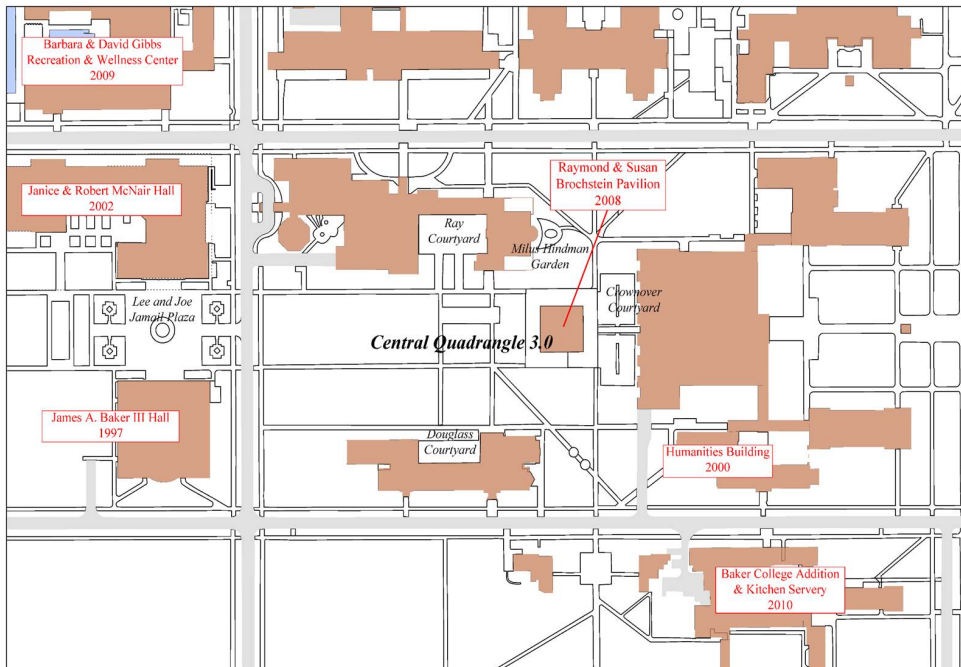 Barbara & David Gibbs
Recreation & Wellness Center
2009
Raymond & Susan
Brochstein Pavilion
2008
Janice & Robert McNair Hall
2002
Ray
Courtyard
Milus Hindman
Garden
Crownover
Courtyard
Lee and Joe
Jamail Plaza
Central Quadrangle 3.0
James A. Baker III Hall
1997
Douglass
Courtyard
Humanities Building
2000
Baker College Addition
& Kitchen Servery
2010